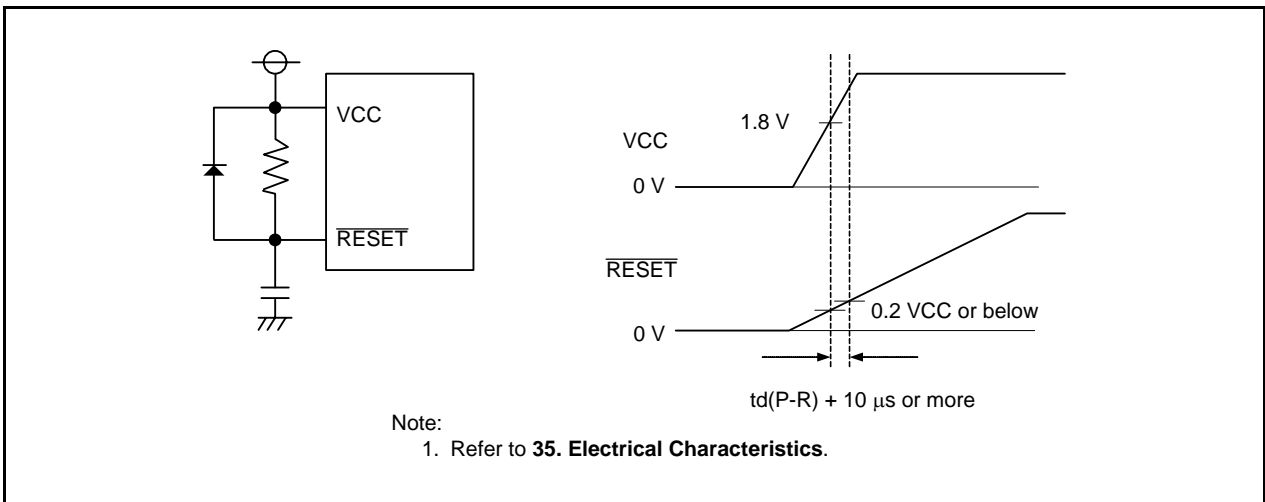 VCC
RESET
VCC
1.8 V
0 V
RESET
0 V
0.2 VCC or below
td(P-R) + 10 μs or more
Note:
1. Refer to 35. Electrical Characteristics.